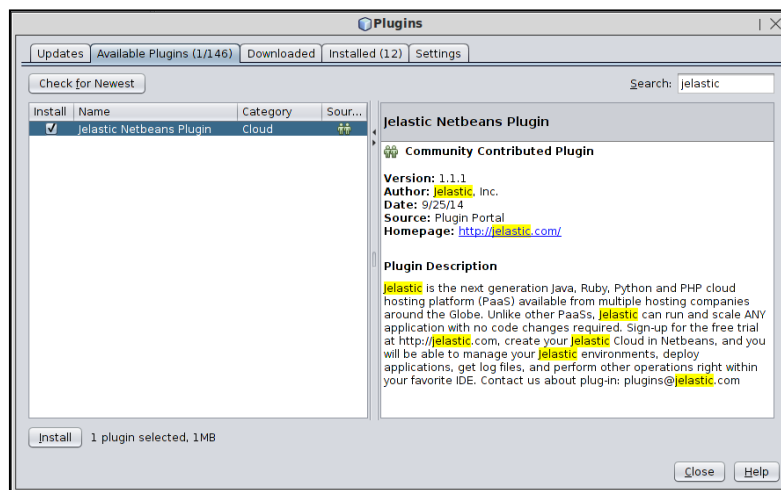 Plugins
Updates Available Plugins (1/146) Downloaded Installed (12) Settings
Check for Newest Search: jelastic
Install Name Category Sour...
Jelastic Netbeans Plugin Cloud
Jelastic Netbeans Plugin
Community Contributed Plugin
Version: 1.1.1
Author: Jelastic, Inc.
Date: 9/25/14
Source: Plugin Portal
Homepage: http://jelastic.com/
Plugin Description
Jelastic is the next generation Java, Ruby, Python and PHP cloud
hosting platform (PaaS) available from multiple hosting companies
around the Globe. Unlike other PaaSs, Jelastic can run and scale ANY
application with no code changes required. Sign-up for the free trial
at http://jelastic.com, create your Jelastic Cloud in Netbeans, and you
will be able to manage your Jelastic environments, deploy
applications, get log files, and perform other operations right within
your favorite IDE. Contact us about plug-in: plugins@jelastic.com
Install 1 plugin selected, 1MB
Close Help